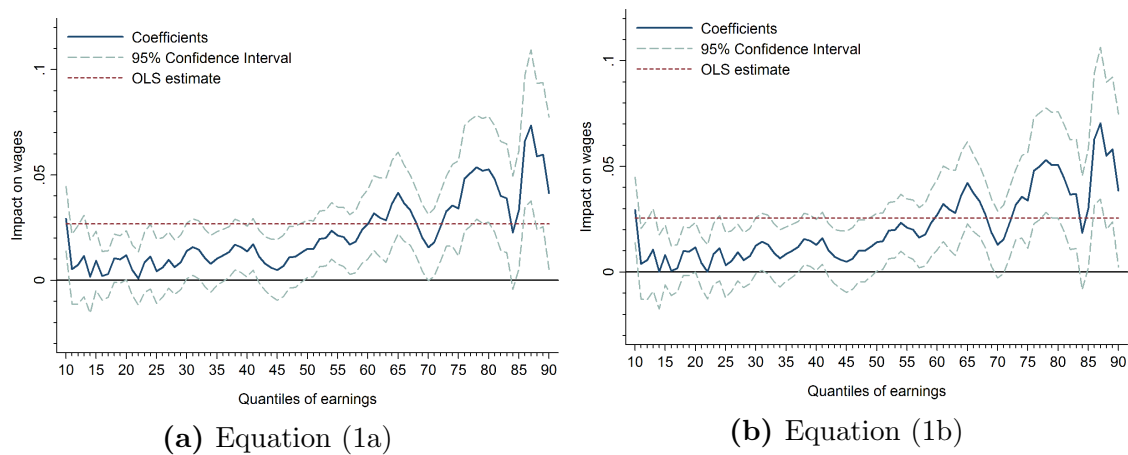 Coefficients
95% Confidence Interval
OLS estimate
Impact on wages
.1
.05
0
10 15 20 25 30 35 40 45 50 55 60 65 70 75 80 85 90
Quantiles of earnings
(a) Equation (1a)
Coefficients
95% Confidence Interval
OLS estimate
Impact on wages
.1
.05
0
10 15 20 25 30 35 40 45 50 55 60 65 70 75 80 85 90
Quantiles of earnings
(b) Equation (1b)